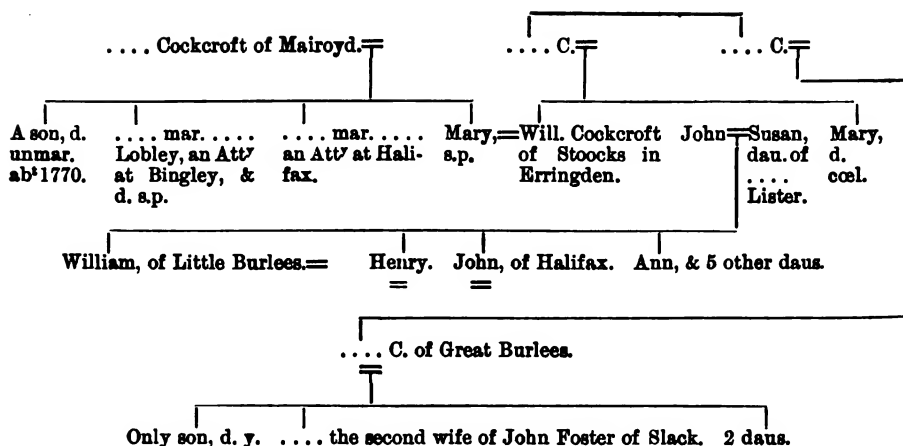 .... Cockcroft of Mairoyd.= .... C.= .... C.=
A son, d. .... mar. ..... .... mar. ..... Mary,=Will. Cockcroft John=Susan, Mary,
unmar. Lobley, an Attʸ an Attʸ at Hali- s.p. of Stoocks in dau. of d.
abᵗ 1770. at Bingley, & fax. Erringden. .... cœl.
d. s.p. Lister.
William, of Little Burlees.= Henry. John, of Halifax. Ann, & 5 other daus.
= =
.... C. of Great Burlees.
=
Only son, d. y. .... the second wife of John Foster of Slack. 2 daus.